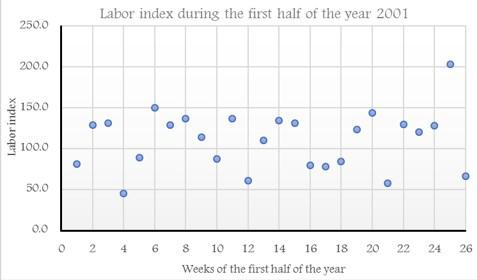 Labor index during the first half of the year 2001
250.0
200.0
150.0
100.0
50.0
0.0
Labor index
0 2 4 6 8 10 12 14 16 18 20 22 24 26
Weeks of the first half of the year